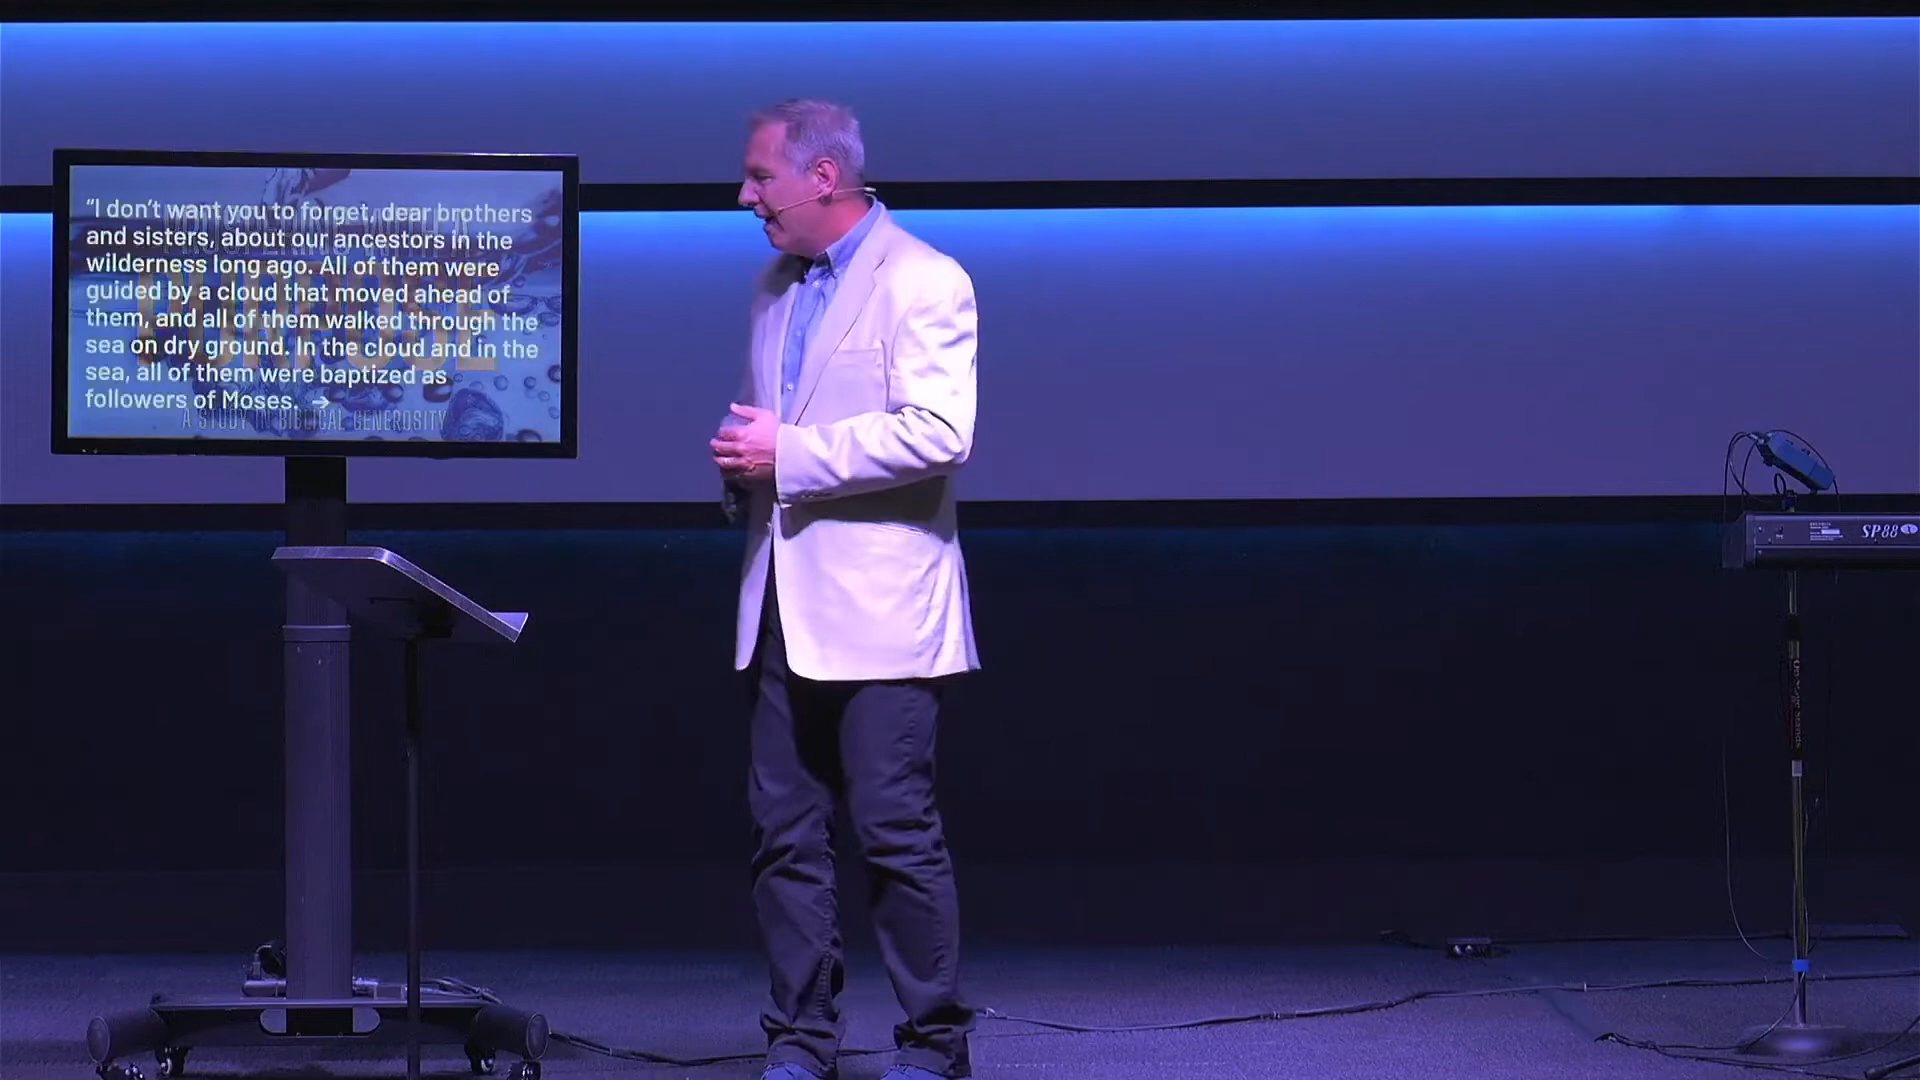 “I don’t want you to forget, dear brothers
and sisters, about our ancestors in the
wilderness long ago. All of them were
guided by a cloud that moved ahead of
them, and all of them walked through the
sea on dry ground. In the cloud and in the
sea, all of them were baptized as
followers of Moses. →
PURPOSE
A STUDY IN BIBLICAL GENEROSITY
SP88